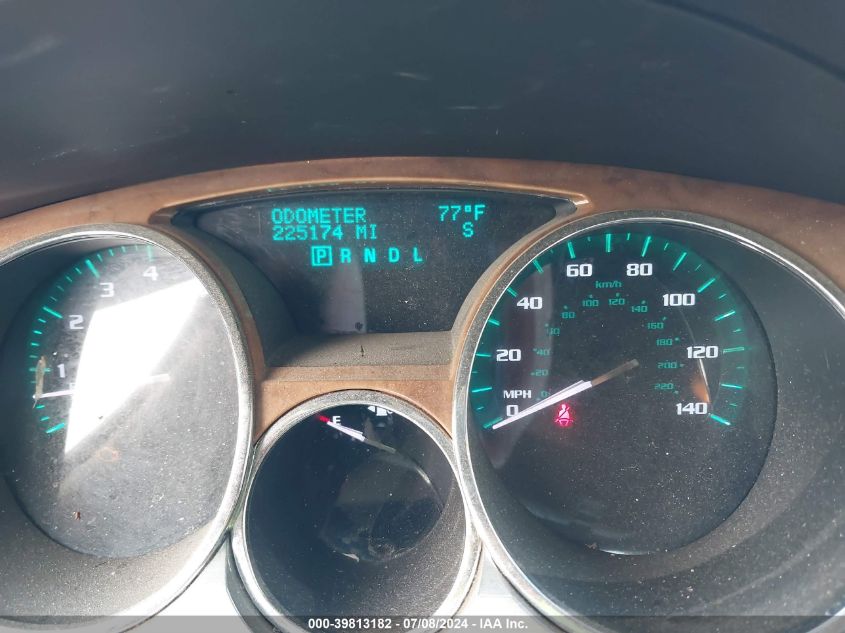 ODOMETER 77°F
225174 MI S
P R N D L
1 2 3 4
E
MPH
0 20 40 60 80 100 120 140
km/h
0 20 40 60 80 100 120 140 160 180 200 220
000-39813182 - 07/08/2024 - IAA Inc.